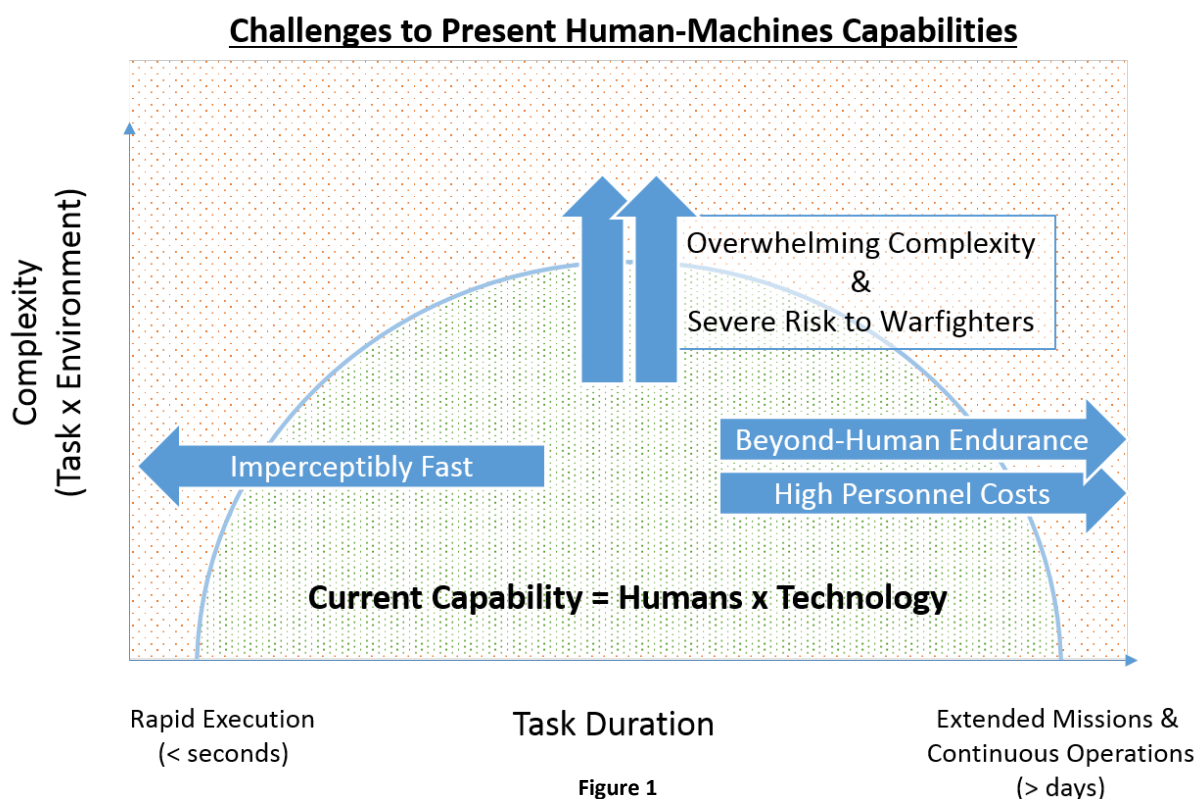 Challenges to Present Human-Machines Capabilities
Complexity
(Task x Environment)
Overwhelming Complexity
&
Severe Risk to Warfighters
Beyond-Human Endurance
Imperceptibly Fast
High Personnel Costs
Current Capability = Humans x Technology
Rapid Execution
(< seconds)
Task Duration
Extended Missions &
Continuous Operations
(> days)
Figure 1